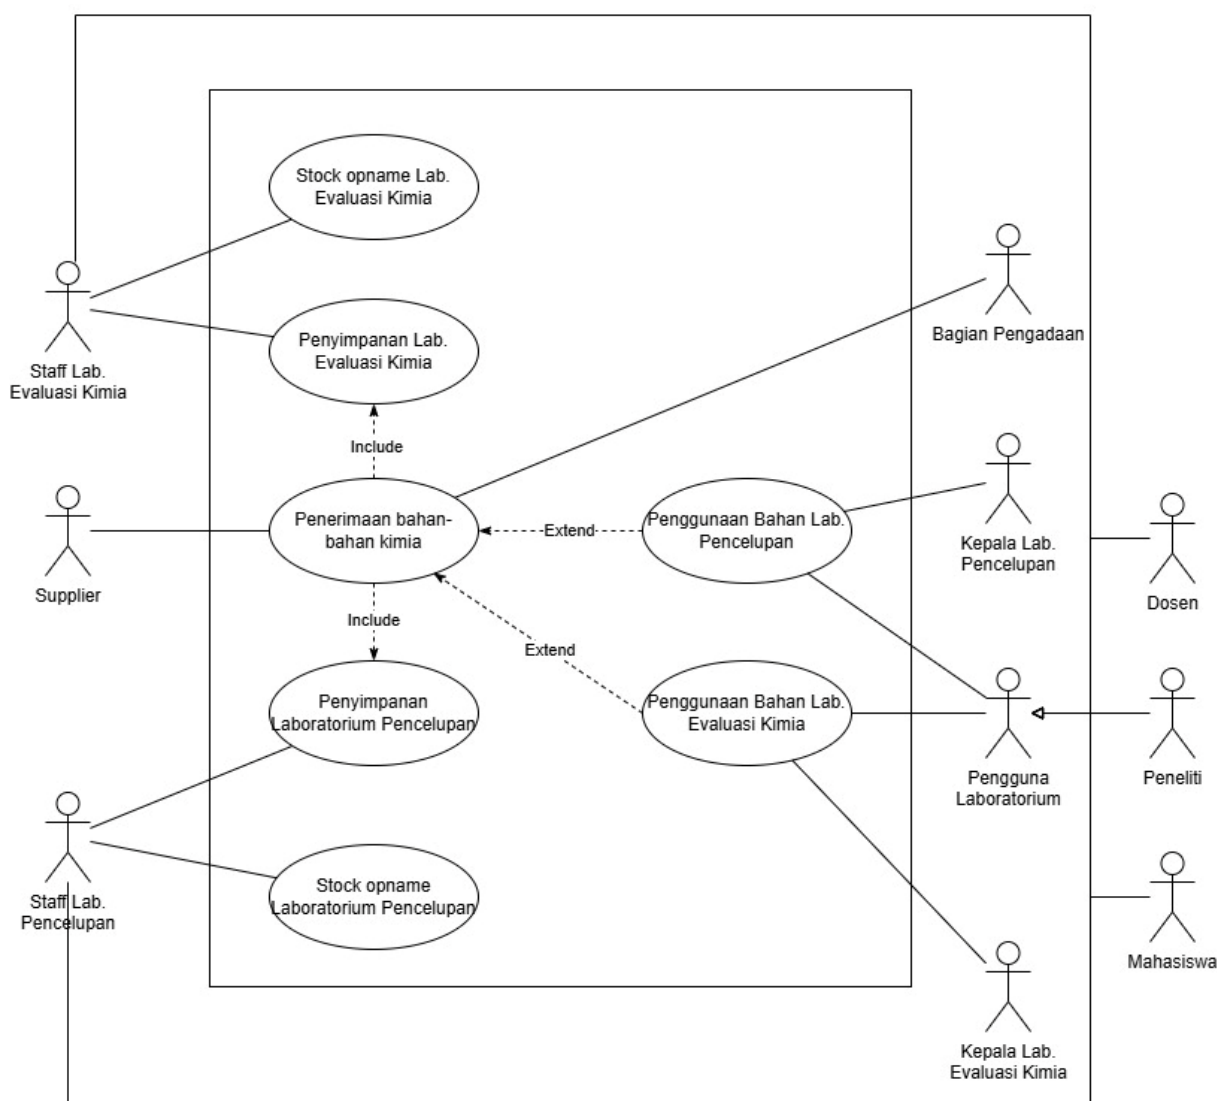 Stock opname Lab.
Evaluasi Kimia
Bagian Pengadaan
Penyimpanan Lab.
Evaluasi Kimia
Staff Lab.
Evaluasi Kimia
Include
Penerimaan bahan-
bahan kimia
Extend
Penggunaan Bahan Lab.
Pencelupan
Kepala Lab.
Pencelupan
Supplier
Dosen
Include
Extend
Penyimpanan
Laboratorium Pencelupan
Penggunaan Bahan Lab.
Evaluasi Kimia
Pengguna
Laboratorium
Peneliti
Staff Lab.
Pencelupan
Stock opname
Laboratorium Pencelupan
Mahasiswa
Kepala Lab.
Evaluasi Kimia